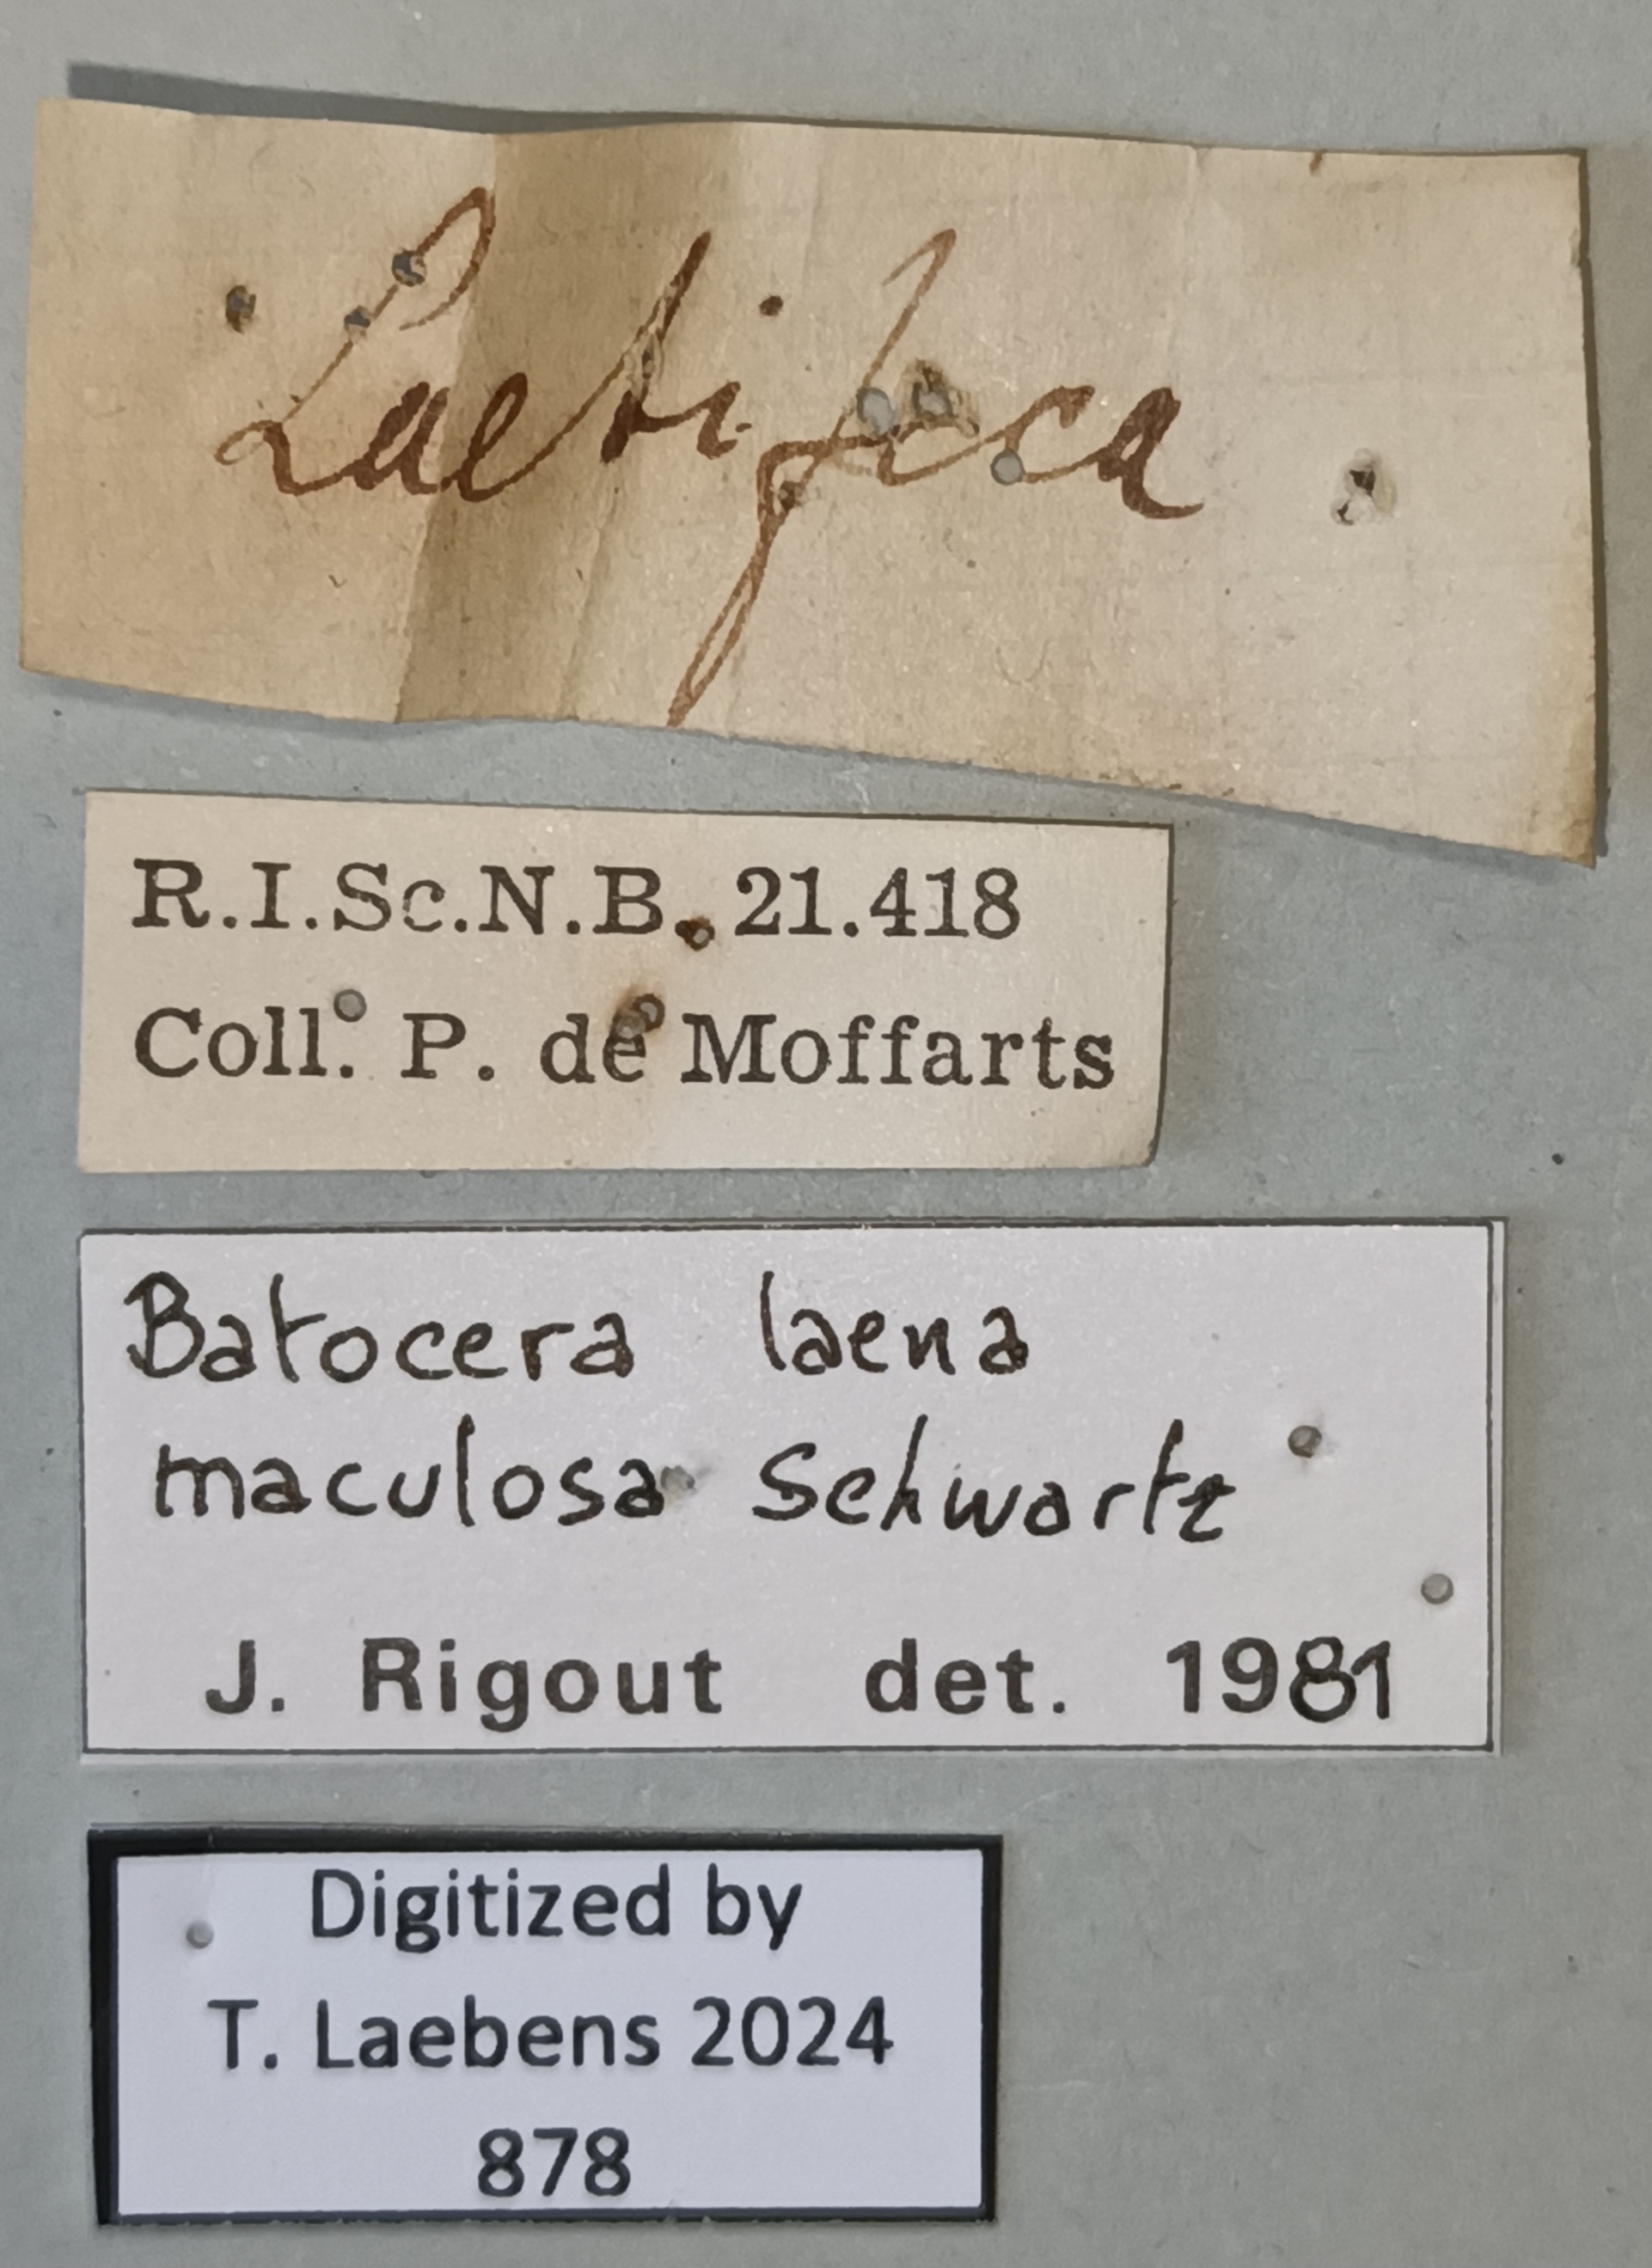 Laetifica
R.I.Sc.N.B. 21.418
Coll. P. de Moffarts
Batocera laena
maculosa Schwartz
J. Rigout det. 1981
Digitized by
T. Laebens 2024
878